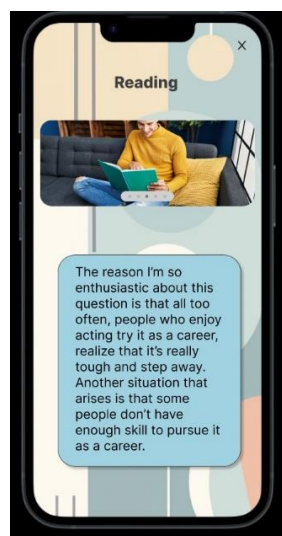 Reading
The reason I'm so
enthusiastic about this
question is that all too
often, people who enjoy
acting try it as a career,
realize that it's really
tough and step away.
Another situation that
arises is that some
people don't have
enough skill to pursue it
as a career.